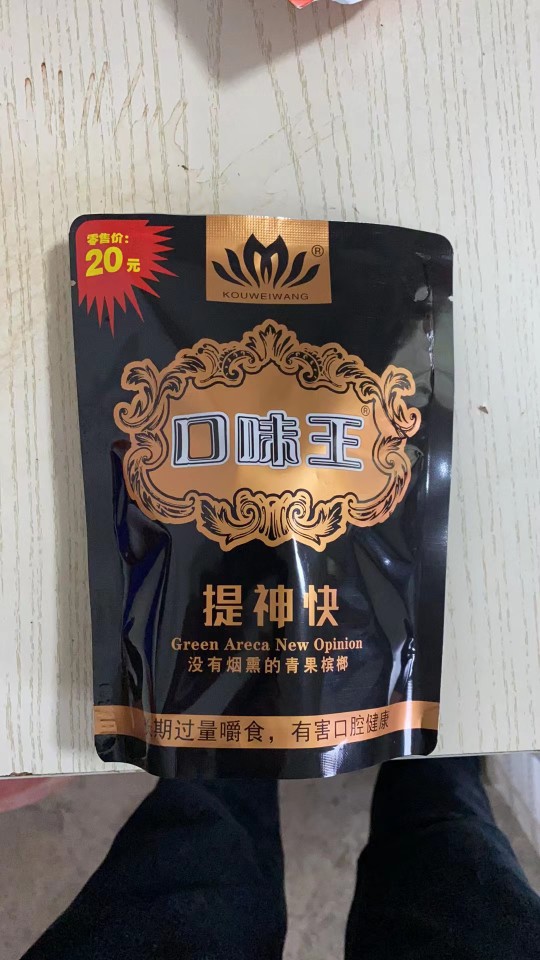 零售价:
20元
®
KOUWEIWANG
口味王®
提神快
Green Areca New Opinion
没有烟熏的青果槟榔
长期过量嚼食，有害口腔健康